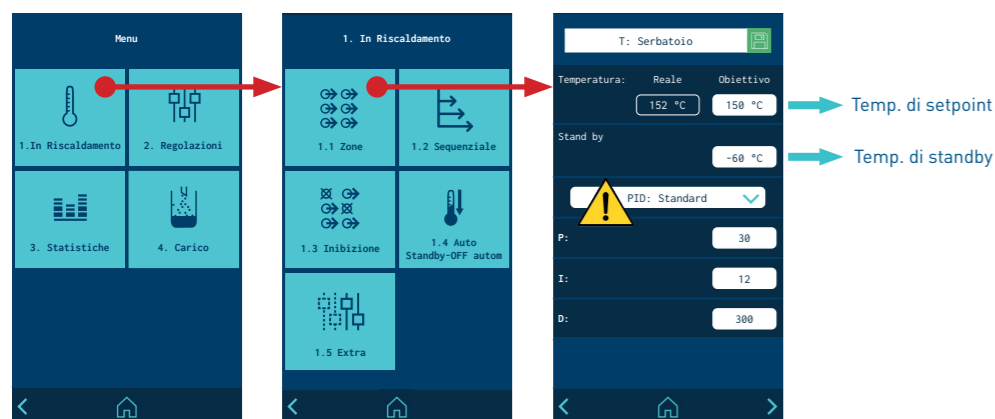 Menu
1.In Riscaldamento
2. Regolazioni
3. Statistiche
4. Carico
1. In Riscaldamento
1.1 Zone
1.2 Sequenziale
1.3 Inibizione
1.4 Auto
Standby-OFF autom
1.5 Extra
T: Serbatoio
Temperatura: Reale Obiettivo
152 °C 150 °C
Temp. di setpoint
Stand by
-60 °C
Temp. di standby
PID: Standard
P: 30
I: 12
D: 300